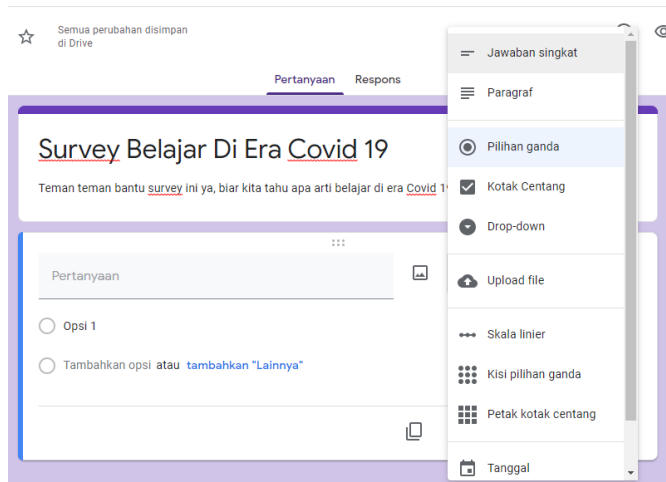 Semua perubahan disimpan
di Drive
Pertanyaan Respons
Survey Belajar Di Era Covid 19
Teman teman bantu survey ini ya, biar kita tahu apa arti belajar di era Covid 1
Pertanyaan
Opsi 1
Tambahkan opsi atau tambahkan "Lainnya"
Jawaban singkat
Paragraf
Pilihan ganda
Kotak Centang
Drop-down
Upload file
Skala linier
Kisi pilihan ganda
Petak kotak centang
Tanggal